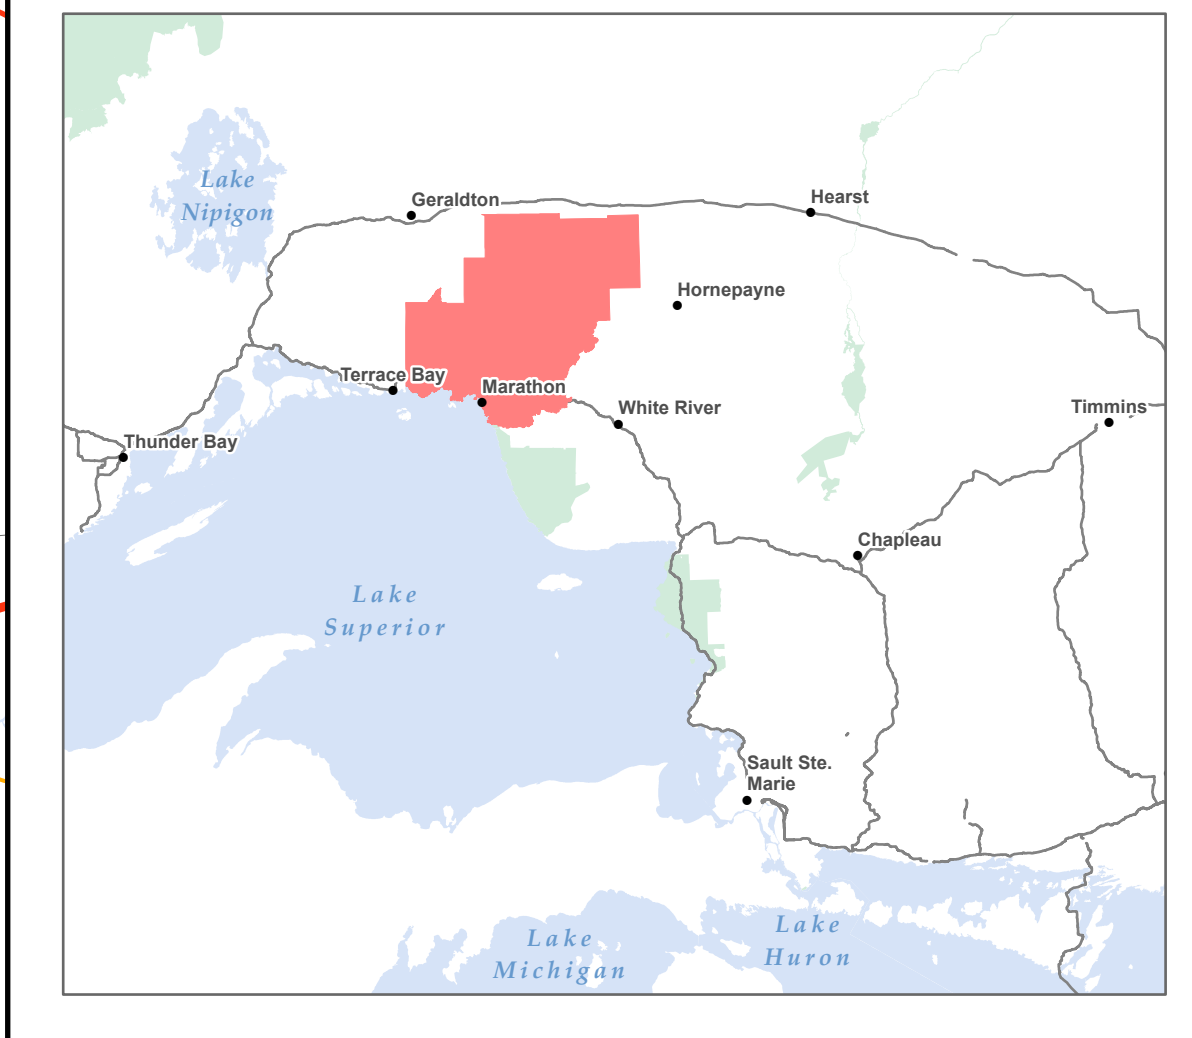 Lake
Nipigon
Geraldton
Hearst
Hornepayne
Terrace Bay
Marathon
White River
Timmins
Thunder Bay
Chapleau
Lake
Superior
Sault Ste.
Marie
Lake
Michigan
Lake
Huron